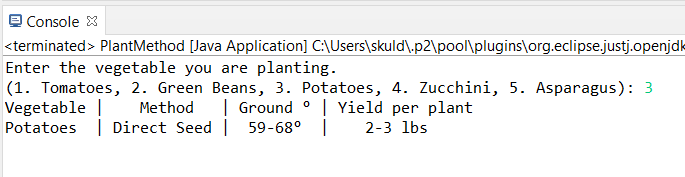 Console
<terminated> PlantMethod [Java Application] C:\Users\skuld\.p2\pool\plugins\org.eclipse.justj.openjdk
Enter the vegetable you are planting.
(1. Tomatoes, 2. Green Beans, 3. Potatoes, 4. Zucchini, 5. Asparagus): 3
Vegetable |    Method   | Ground º | Yield per plant
Potatoes  | Direct Seed |  59-68º  |    2-3 lbs